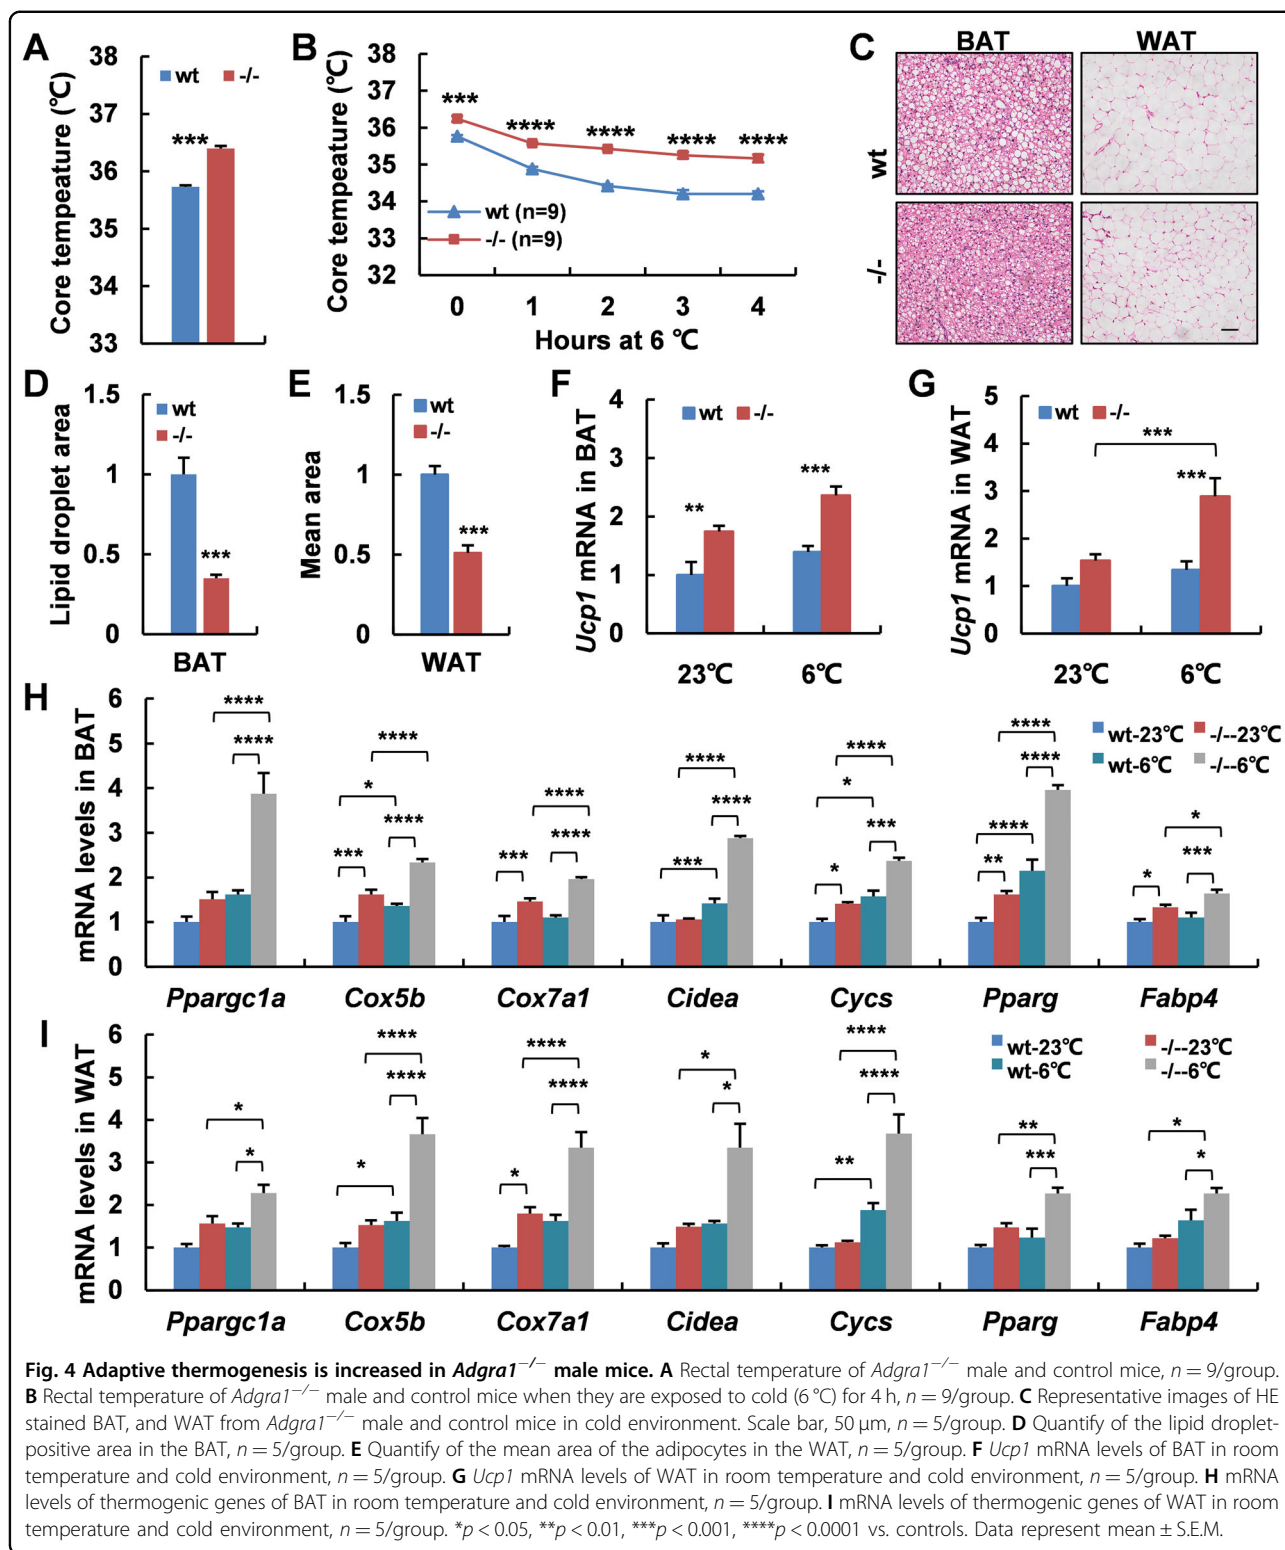 A
Core tempeature (℃)
38
37
36
35
34
33
wt -/-
***
B
Core tempeature (℃)
38
37
36
35
34
33
32
*** **** **** **** ****
wt (n=9)
-/- (n=9)
0 1 2 3 4
Hours at 6 ℃
C
BAT WAT
wt
-/-
D
Lipid droplet area
1.5
1
0.5
0
wt
-/-
***
BAT
E
Mean area
1.5
1
0.5
0
wt
-/-
***
WAT
F
Ucp1 mRNA in BAT
4
3
2
1
0
wt -/-
** ***
23℃ 6℃
G
Ucp1 mRNA in WAT
5
4
3
2
1
0
wt -/-
***
***
23℃ 6℃
H
mRNA levels in BAT
6
5
4
3
2
1
0
wt-23℃ -/--23℃
wt-6℃ -/--6℃
**** ****
*** * **** ****
*** **** ****
*** **** ****
* * *** ****
** **** **** ****
* *** *
Ppargc1a Cox5b Cox7a1 Cidea Cycs Pparg Fabp4
I
mRNA levels in WAT
6
5
4
3
2
1
0
wt-23℃ -/--23℃
wt-6℃ -/--6℃
* *
* **** ****
* **** ****
* *
** **** ****
** ***
* *
Ppargc1a Cox5b Cox7a1 Cidea Cycs Pparg Fabp4
Fig. 4 Adaptive thermogenesis is increased in Adgra1−/− male mice. A Rectal temperature of Adgra1−/− male and control mice, n = 9/group.
B Rectal temperature of Adgra1−/− male and control mice when they are exposed to cold (6 °C) for 4 h, n = 9/group. C Representative images of HE
stained BAT, and WAT from Adgra1−/− male and control mice in cold environment. Scale bar, 50 μm, n = 5/group. D Quantify of the lipid droplet-
positive area in the BAT, n = 5/group. E Quantify of the mean area of the adipocytes in the WAT, n = 5/group. F Ucp1 mRNA levels of BAT in room
temperature and cold environment, n = 5/group. G Ucp1 mRNA levels of WAT in room temperature and cold environment, n = 5/group. H mRNA
levels of thermogenic genes of BAT in room temperature and cold environment, n = 5/group. I mRNA levels of thermogenic genes of WAT in room
temperature and cold environment, n = 5/group. *p < 0.05, **p < 0.01, ***p < 0.001, ****p < 0.0001 vs. controls. Data represent mean ± S.E.M.